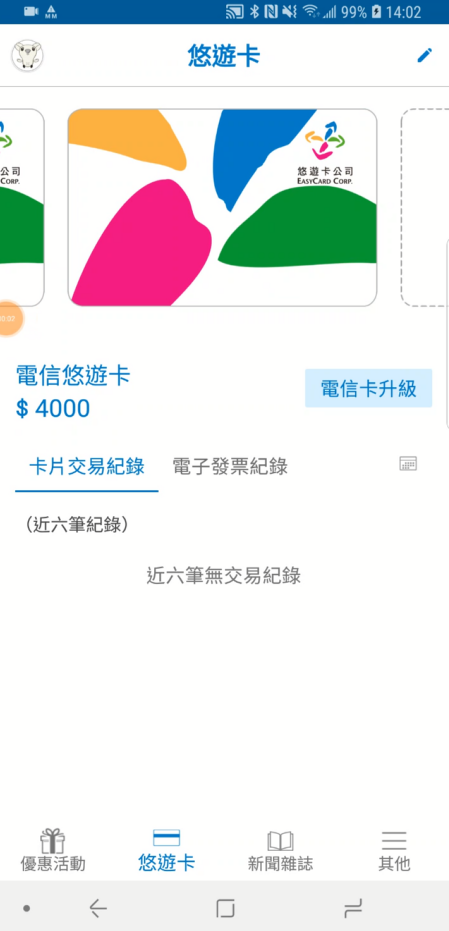 99% 14:02
悠遊卡
公司
CORP.
悠遊卡公司
EASYCARD CORP.
電信悠遊卡
$ 4000
電信卡升級
卡片交易紀錄 電子發票紀錄
（近六筆紀錄）
近六筆無交易紀錄
優惠活動 悠遊卡 新聞雜誌 其他